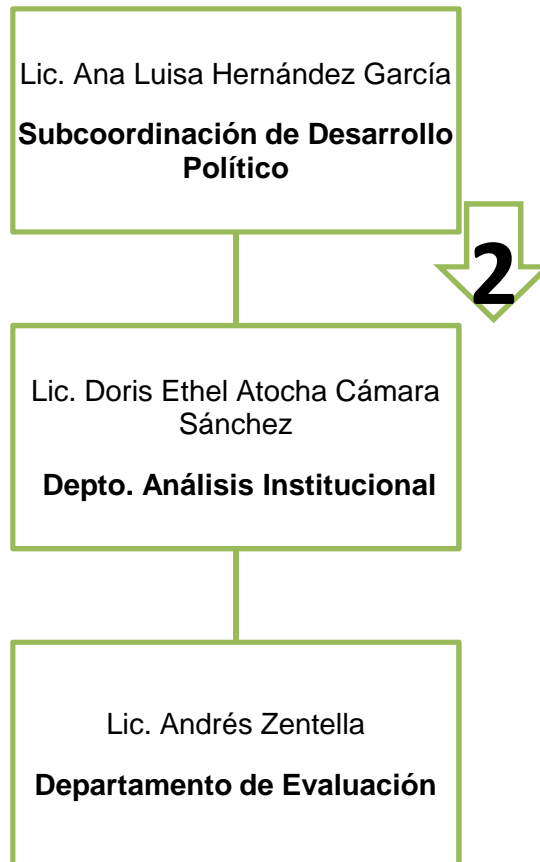 Lic. Ana Luisa Hernández García
Subcoordinación de Desarrollo
Político
2
Lic. Doris Ethel Atocha Cámara
Sánchez
Depto. Análisis Institucional
Lic. Andrés Zentella
Departamento de Evaluación